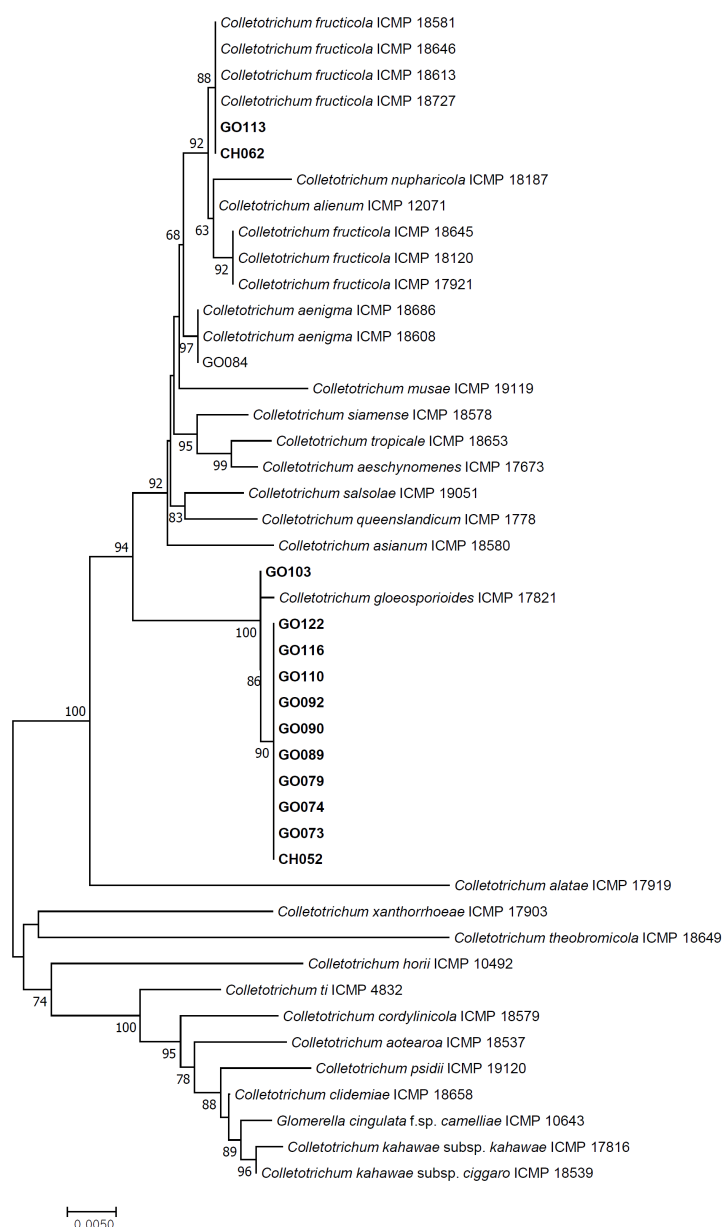 Colletotrichum fructicola ICMP 18581
Colletotrichum fructicola ICMP 18646
Colletotrichum fructicola ICMP 18613
88
Colletotrichum fructicola ICMP 18727
GO113
92
CH062
Colletotrichum nupharicola ICMP 18187
Colletotrichum alienum ICMP 12071
63
Colletotrichum fructicola ICMP 18645
68
Colletotrichum fructicola ICMP 18120
92
Colletotrichum fructicola ICMP 17921
Colletotrichum aenigma ICMP 18686
Colletotrichum aenigma ICMP 18608
97
GO084
Colletotrichum musae ICMP 19119
Colletotrichum siamense ICMP 18578
95
Colletotrichum tropicale ICMP 18653
99
Colletotrichum aeschynomenes ICMP 17673
92
Colletotrichum salsolae ICMP 19051
83
Colletotrichum queenslandicum ICMP 1778
94
Colletotrichum asianum ICMP 18580
GO103
Colletotrichum gloeosporioides ICMP 17821
GO122
100
GO116
86
GO110
GO092
100
GO090
90
GO089
GO079
GO074
GO073
CH052
Colletotrichum alatae ICMP 17919
Colletotrichum xanthorrhoeae ICMP 17903
Colletotrichum theobromicola ICMP 18649
Colletotrichum horii ICMP 10492
74
Colletotrichum ti ICMP 4832
100
Colletotrichum cordylinicola ICMP 18579
95
Colletotrichum aotearoa ICMP 18537
78
Colletotrichum psidii ICMP 19120
88
Colletotrichum clidemiae ICMP 18658
Glomerella cingulata f.sp. camelliae ICMP 10643
89
Colletotrichum kahawae subsp. kahawae ICMP 17816
96
Colletotrichum kahawae subsp. ciggaro ICMP 18539
0.0050